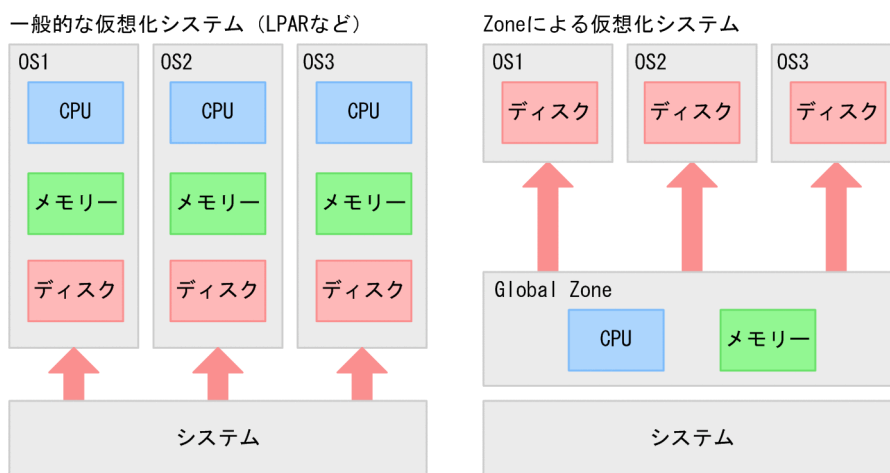 一般的な仮想化システム（LPARなど）
OS1
OS2
OS3
CPU
CPU
CPU
メモリー
メモリー
メモリー
ディスク
ディスク
ディスク
システム
Zoneによる仮想化システム
OS1
OS2
OS3
ディスク
ディスク
ディスク
Global Zone
CPU
メモリー
システム